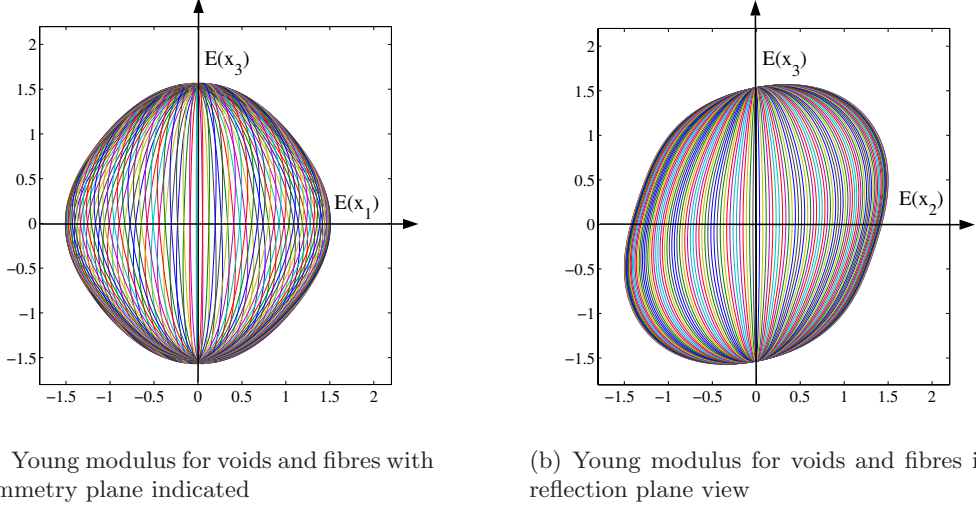 E(x3)
2
1.5
1
0.5
0
−0.5
−1
−1.5
E(x1)
−1.5 −1 −0.5 0 0.5 1 1.5 2
E(x3)
2
1.5
1
0.5
0
−0.5
−1
−1.5
E(x2)
−1.5 −1 −0.5 0 0.5 1 1.5 2
Young modulus for voids and fibres with
mmetry plane indicated
(b) Young modulus for voids and fibres i
reflection plane view